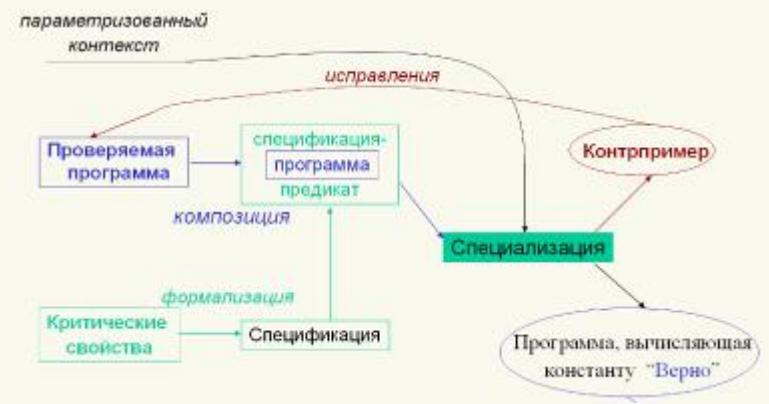 параметризованный
контекст
исправления
Проверяемая
программа
спецификация-
программа
предикат
Контрпример
композиция
Специализация
формализация
Критические
свойства
Спецификация
Программа, вычисляющая
константу “Верно”